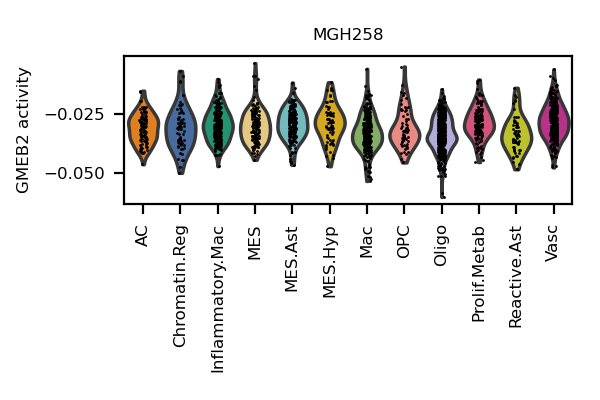 MGH258
GMEB2 activity
−0.025
−0.050
AC
Chromatin.Reg
Inflammatory.Mac
MES
MES.Ast
MES.Hyp
Mac
OPC
Oligo
Prolif.Metab
Reactive.Ast
Vasc